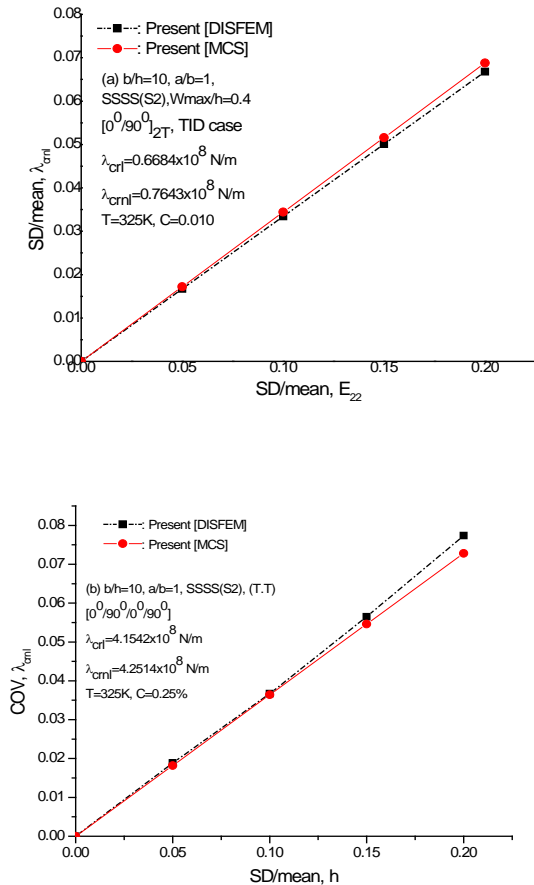 0.08
0.07
0.06
0.05
0.04
0.03
0.02
0.01
0.00
SD/mean, λcrnl
: Present [DISFEM]
: Present [MCS]
(a) b/h=10, a/b=1,
SSSS(S2),Wmax/h=0.4
[0⁰/90⁰]2T, TID case
λcrl=0.6684x10⁸ N/m
λcrnl=0.7643x10⁸ N/m
T=325K, C=0.010
0.00 0.05 0.10 0.15 0.20
SD/mean, E22
0.08
0.07
0.06
0.05
0.04
0.03
0.02
0.01
0.00
COV, λcrnl
: Present [DISFEM]
: Present [MCS]
(b) b/h=10, a/b=1, SSSS(S2), (T.T)
[0⁰/90⁰/0⁰/90⁰]
λcrl=4.1542x10⁸ N/m
λcrnl=4.2514x10⁸ N/m
T=325K, C=0.25%
0.00 0.05 0.10 0.15 0.20
SD/mean, h